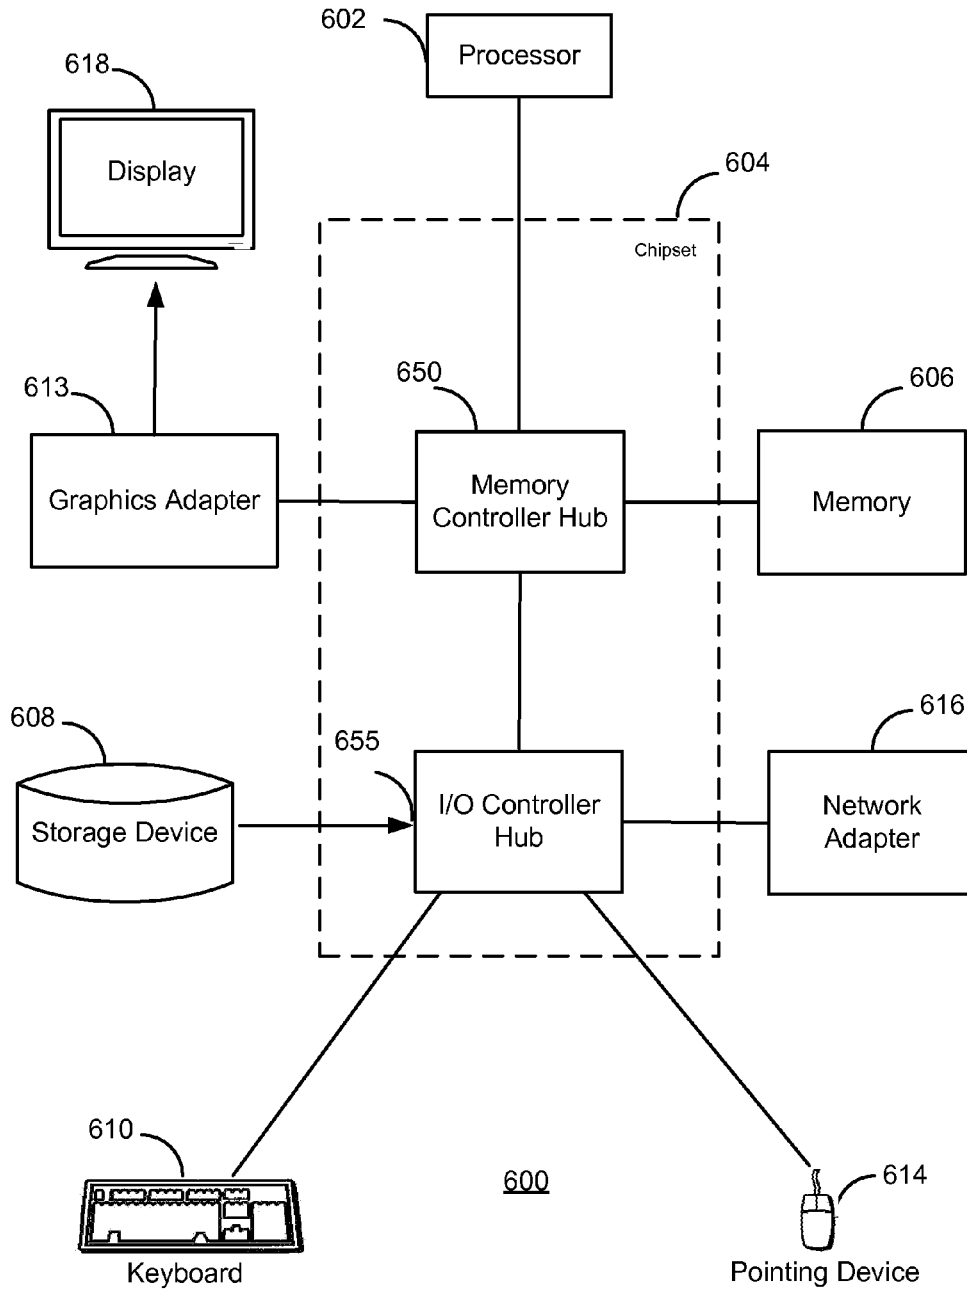 602
Processor
618
Display
604
Chipset
650
606
613
Graphics Adapter
Memory
Controller Hub
Memory
608
655
616
Storage Device
I/O Controller
Hub
Network
Adapter
610
600
614
Keyboard
Pointing Device